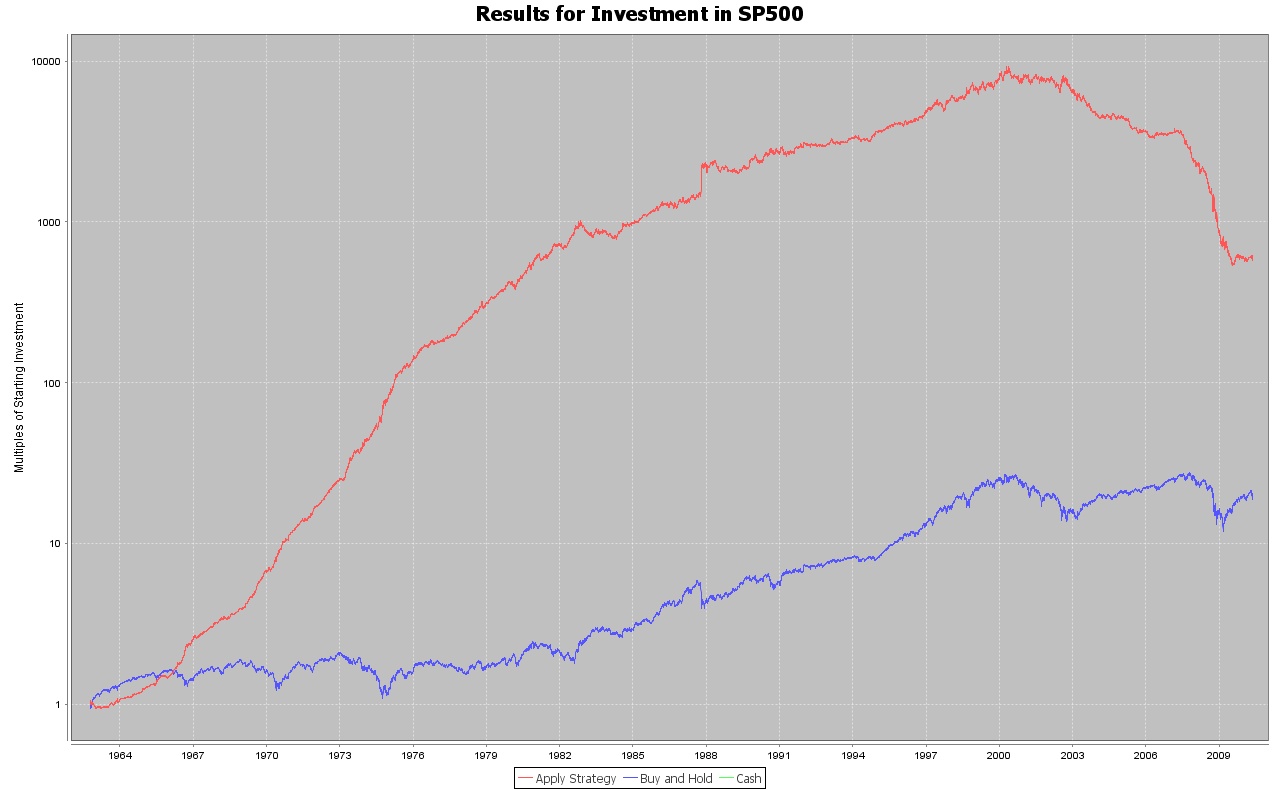 Results for Investment in SP500
Multiples of Starting Investment
10000
1000
100
10
1
1964 1967 1970 1973 1976 1979 1982 1985 1988 1991 1994 1997 2000 2003 2006 2009
Apply Strategy Buy and Hold Cash